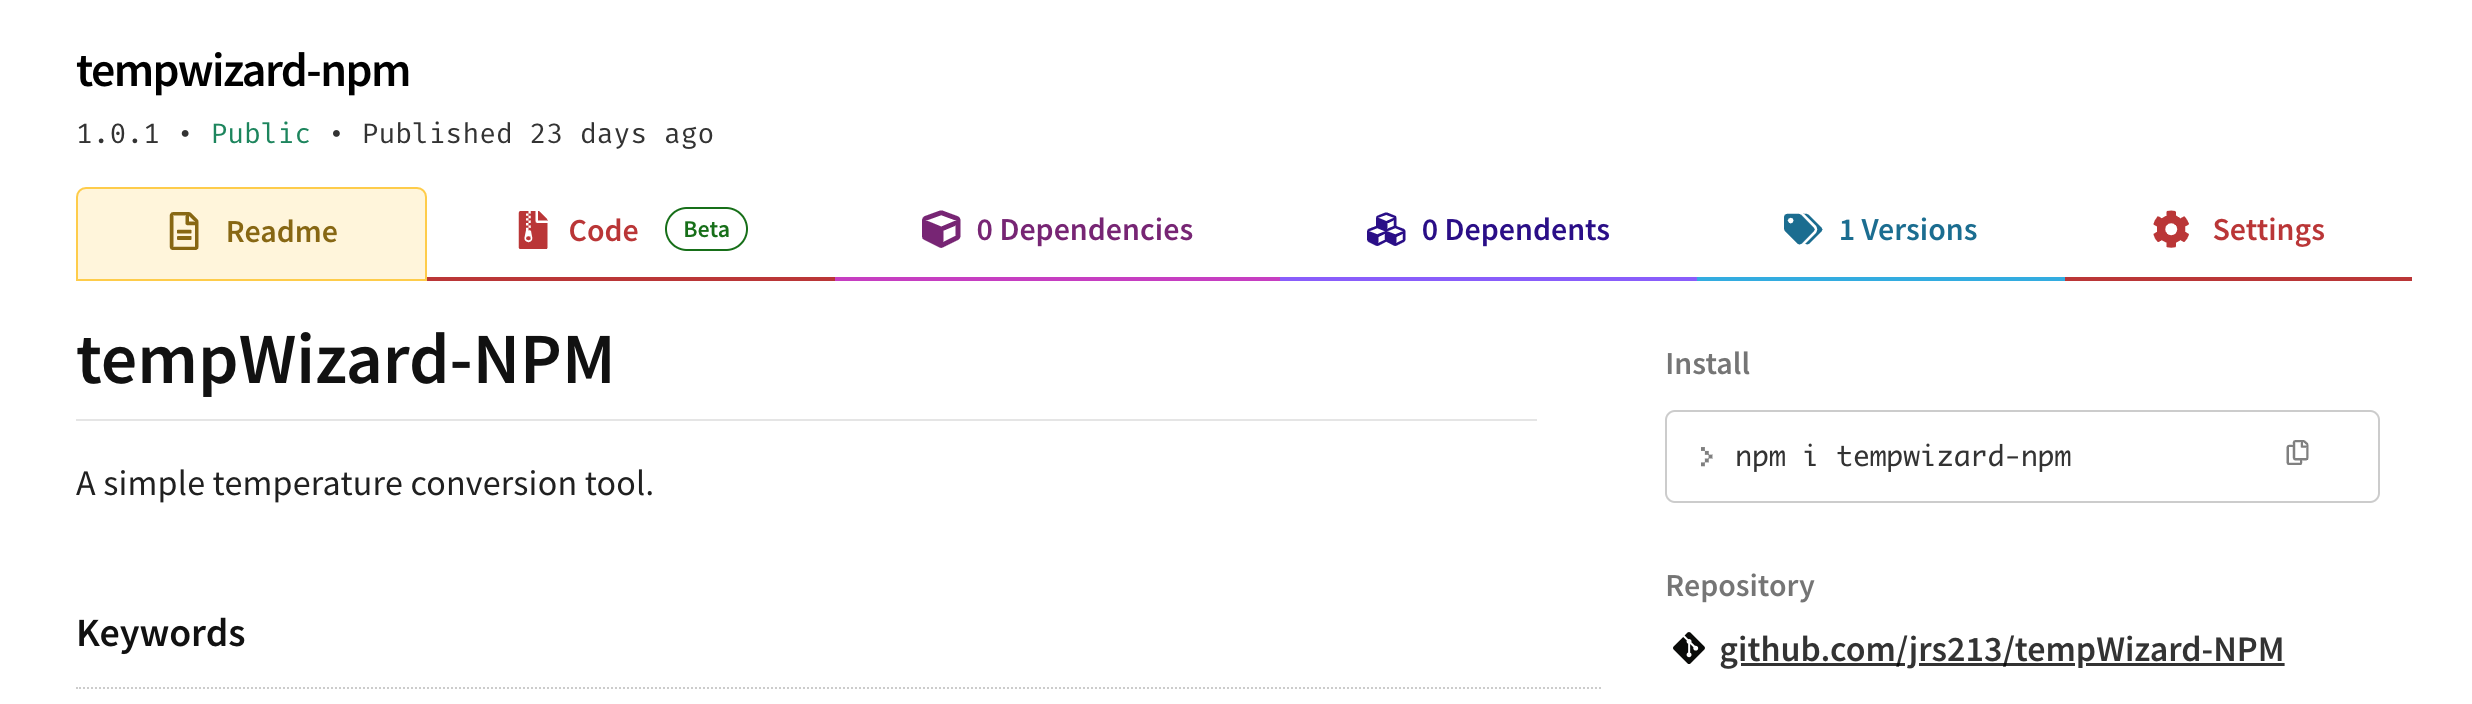 tempwizard-npm
1.0.1 • Public • Published 23 days ago
Readme
Code Beta
0 Dependencies
0 Dependents
1 Versions
Settings
tempWizard-NPM
A simple temperature conversion tool.
Keywords
Install
npm i tempwizard-npm
Repository
github.com/jrs213/tempWizard-NPM